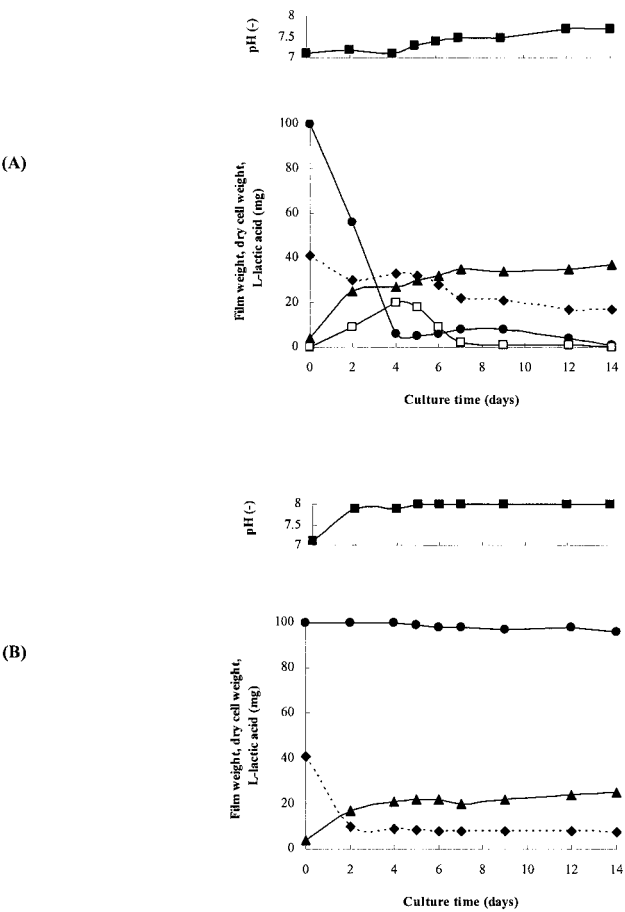 8
7.5
7
pH (-)
(A)
100
80
60
40
20
0
Film weight, dry cell weight,
L-lactic acid (mg)
0 2 4 6 8 10 12 14
Culture time (days)
8
7.5
7
pH (-)
(B)
100
80
60
40
20
0
Film weight, dry cell weight,
L-lactic acid (mg)
0 2 4 6 8 10 12 14
Culture time (days)